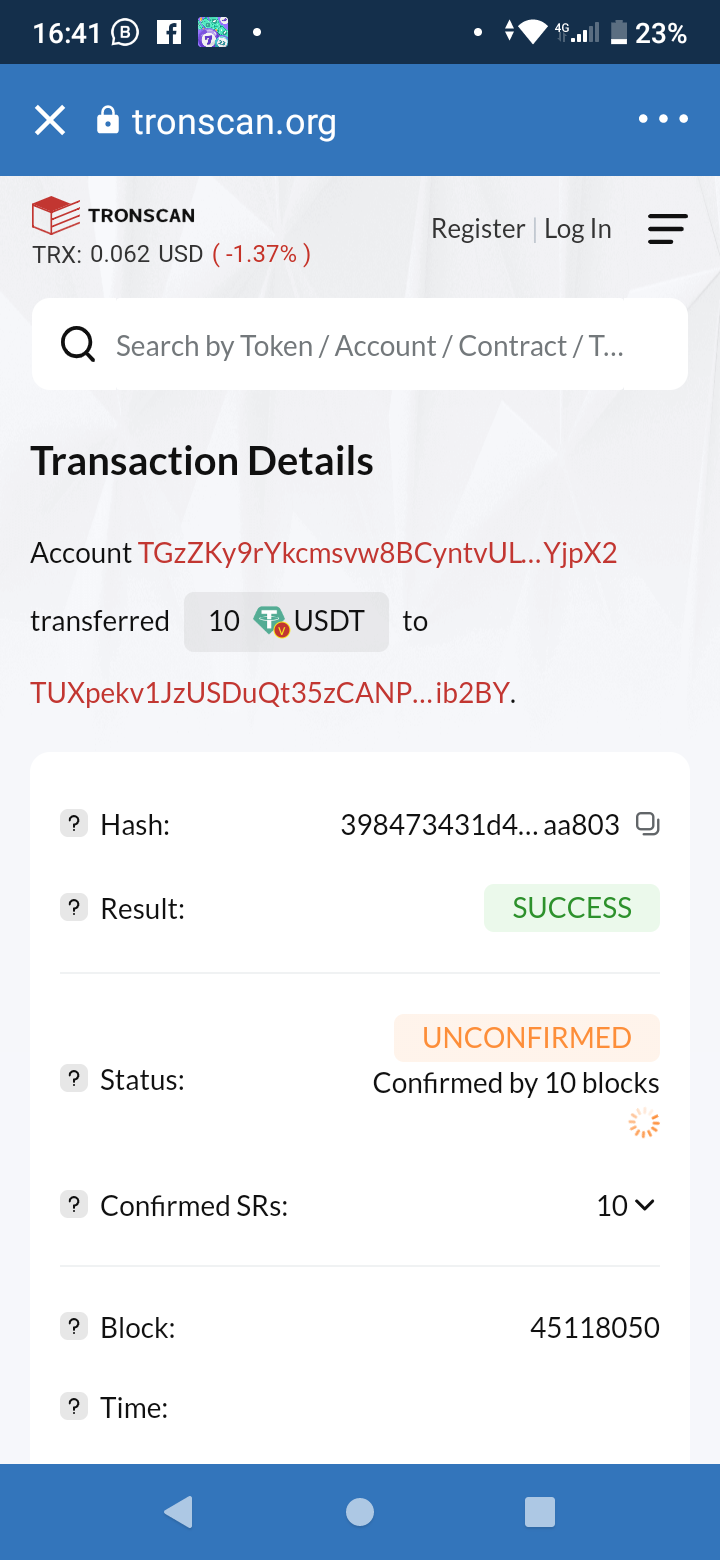 16:41 4G 23%
tronscan.org
TRONSCAN
TRX: 0.062 USD ( -1.37% )
Register | Log In
Search by Token / Account / Contract / T...
Transaction Details
Account TGzZKy9rYkcmsvw8BCyntvUL...YjpX2
transferred 10 USDT to
TUXpekv1JzUSDuQt35zCANP...ib2BY.
? Hash: 398473431d4... aa803
? Result: SUCCESS
UNCONFIRMED
? Status: Confirmed by 10 blocks
? Confirmed SRs: 10
? Block: 45118050
? Time: